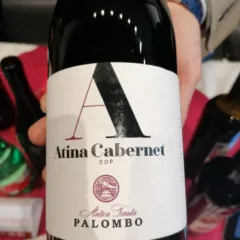 A
Atina Cabernet
DOP
Antica Tenuta
PALOMBO